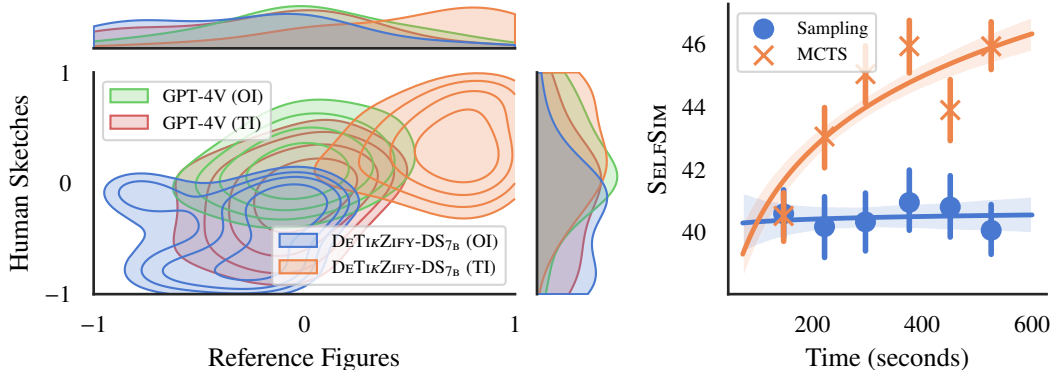 1
0
−1
−1
0
1
Human Sketches
Reference Figures
GPT-4V (OI)
GPT-4V (TI)
DeTikZify-DS7B (OI)
DeTikZify-DS7B (TI)
46
44
42
40
SelfSim
Sampling
MCTS
200
400
600
Time (seconds)